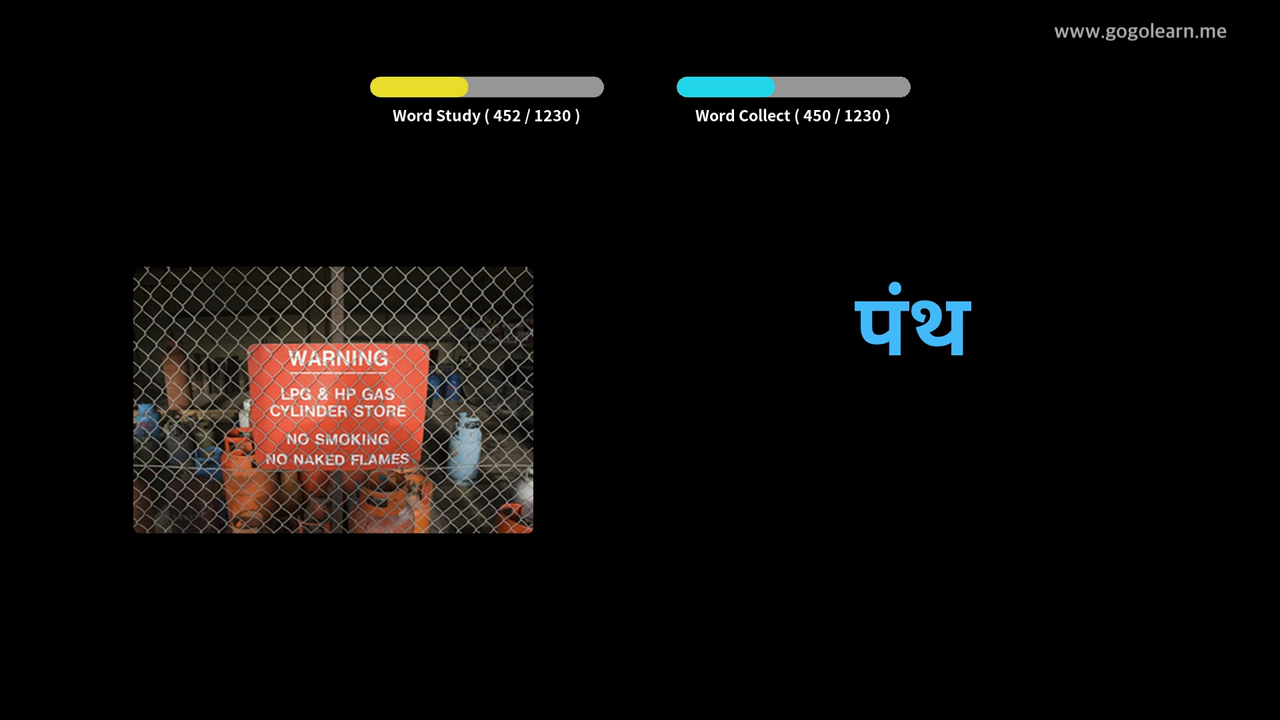 www.gogolearn.me
Word Study ( 452 / 1230 )
Word Collect ( 450 / 1230 )
पंथ
WARNING
LPG & HP GAS
CYLINDER STORE
NO SMOKING
NO NAKED FLAMES